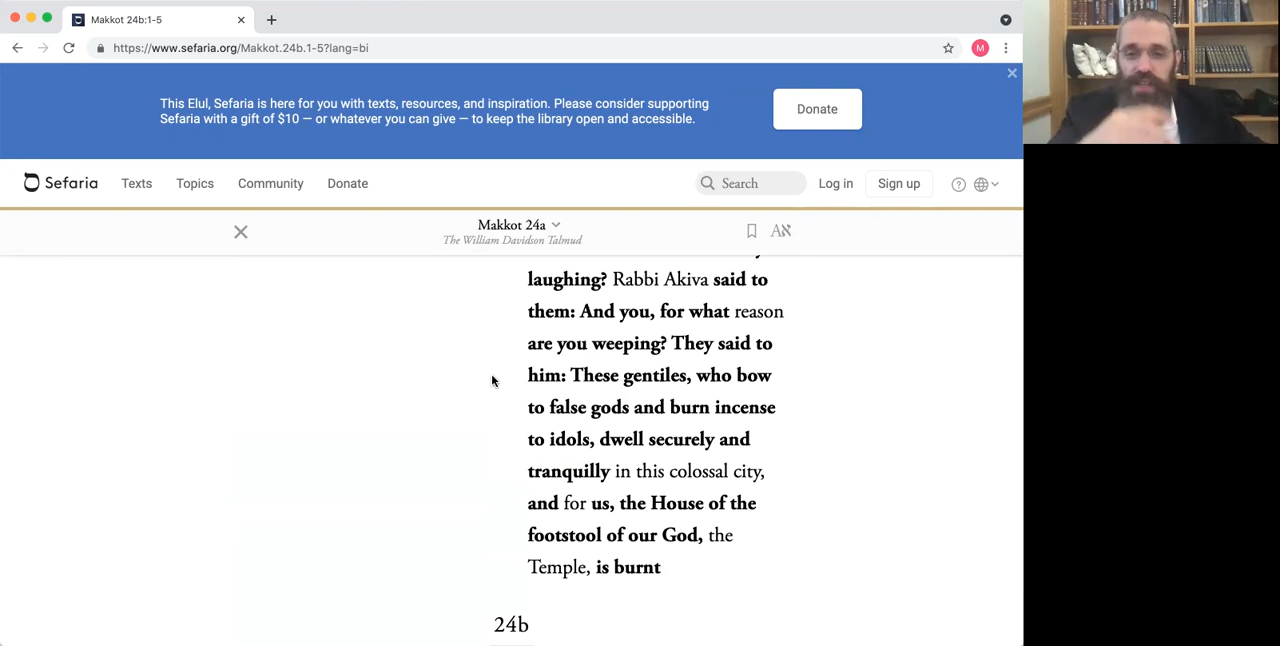 Makkot 24b:1-5
https://www.sefaria.org/Makkot.24b.1-5?lang=bi
M
This Elul, Sefaria is here for you with texts, resources, and inspiration. Please consider supporting
Sefaria with a gift of $10 — or whatever you can give — to keep the library open and accessible.
Donate
Sefaria
Texts
Topics
Community
Donate
Search
Log in
Sign up
Makkot 24a
The William Davidson Talmud
Aא
laughing? Rabbi Akiva said to
them: And you, for what reason
are you weeping? They said to
him: These gentiles, who bow
to false gods and burn incense
to idols, dwell securely and
tranquilly in this colossal city,
and for us, the House of the
footstool of our God, the
Temple, is burnt
24b